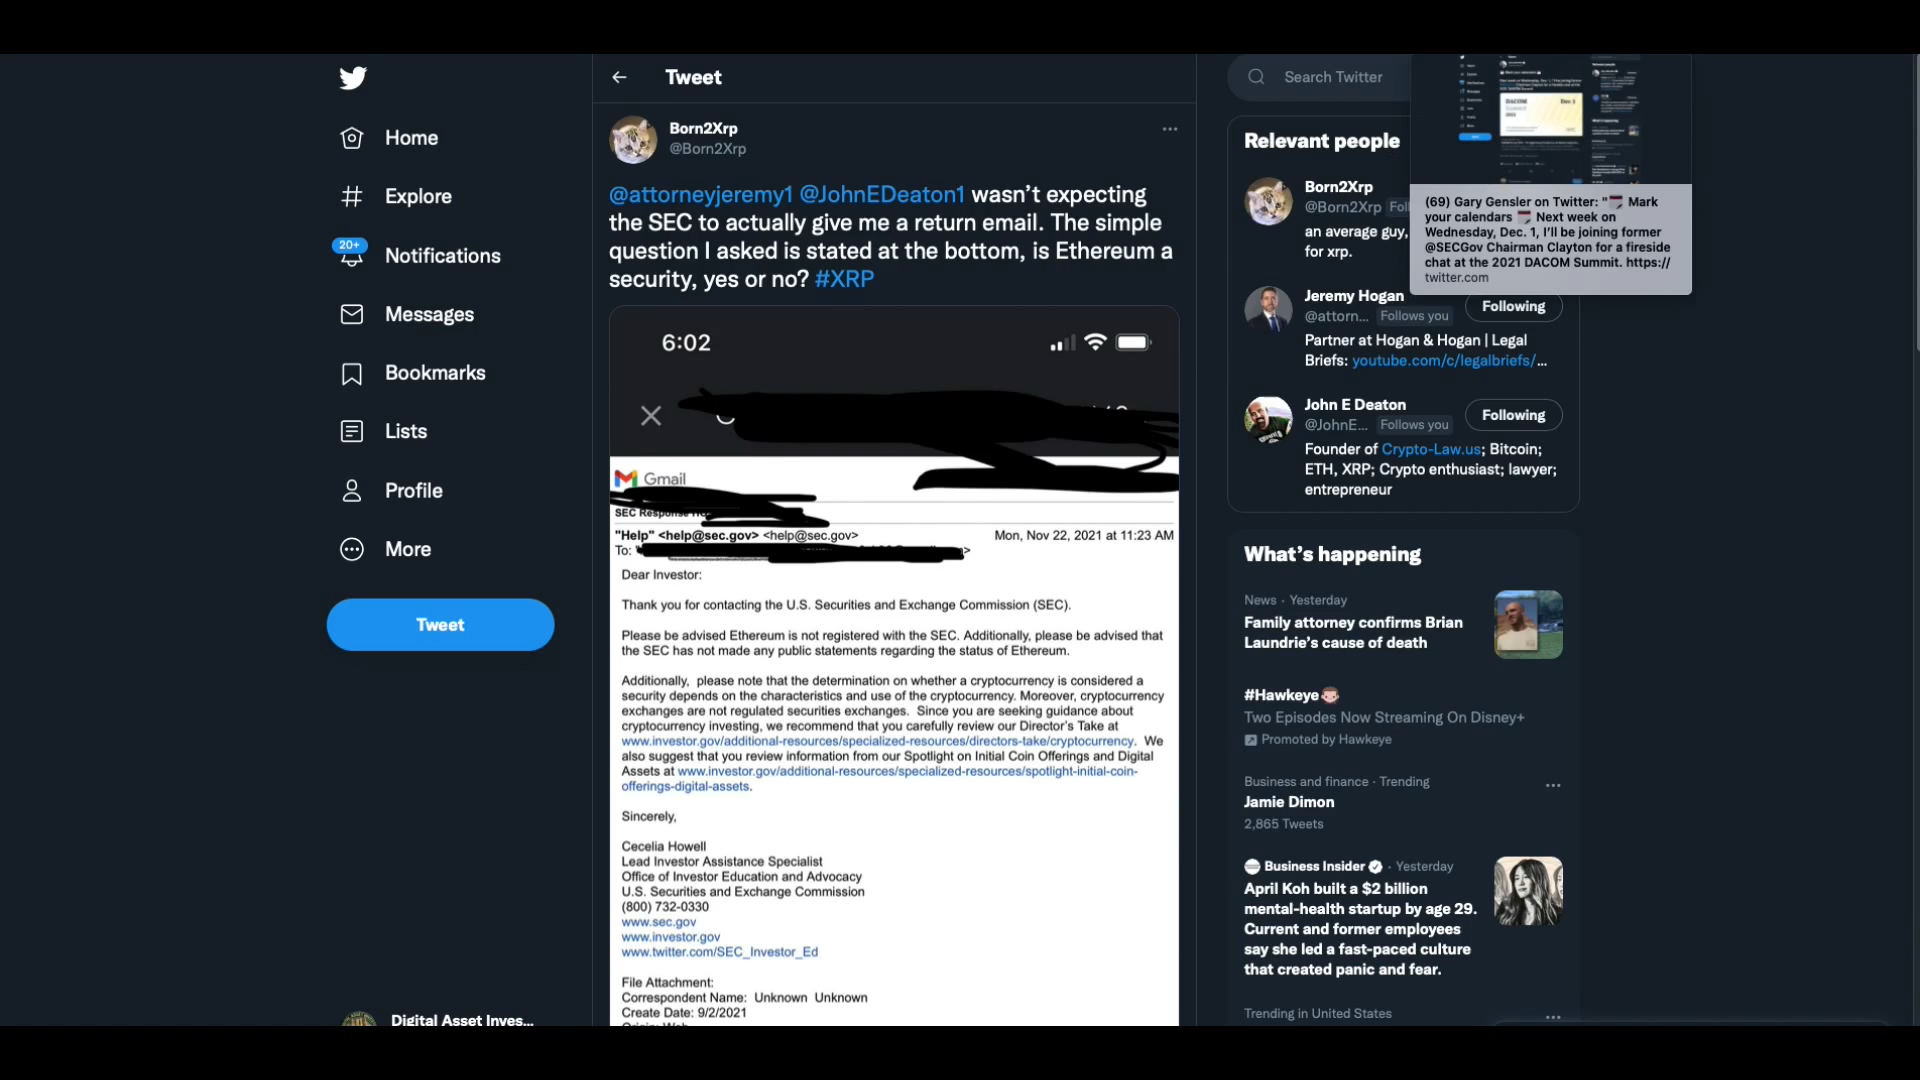 Home
Explore
20+
Notifications
Messages
Bookmarks
Lists
Profile
More
Tweet
Digital Asset Inves...
Tweet
Born2Xrp
@Born2Xrp
@attorneyjeremy1 @JohnEDeaton1 wasn't expecting
the SEC to actually give me a return email. The simple
question I asked is stated at the bottom, is Ethereum a
security, yes or no? #XRP
6:02
Gmail
SEC Response
"Help" <help@sec.gov> <help@sec.gov>
Mon, Nov 22, 2021 at 11:23 AM
To:
Dear Investor:
Thank you for contacting the U.S. Securities and Exchange Commission (SEC).
Please be advised Ethereum is not registered with the SEC. Additionally, please be advised that
the SEC has not made any public statements regarding the status of Ethereum.
Additionally, please note that the determination on whether a cryptocurrency is considered a
security depends on the characteristics and use of the cryptocurrency. Moreover, cryptocurrency
exchanges are not regulated securities exchanges. Since you are seeking guidance about
cryptocurrency investing, we recommend that you carefully review our Director's Take at
www.investor.gov/additional-resources/specialized-resources/directors-take/cryptocurrency. We
also suggest that you review information from our Spotlight on Initial Coin Offerings and Digital
Assets at www.investor.gov/additional-resources/specialized-resources/spotlight-initial-coin-
offerings-digital-assets.
Sincerely,
Cecelia Howell
Lead Investor Assistance Specialist
Office of Investor Education and Advocacy
U.S. Securities and Exchange Commission
(800) 732-0330
www.sec.gov
www.investor.gov
www.twitter.com/SEC_Investor_Ed
File Attachment:
Correspondent Name: Unknown Unknown
Create Date: 9/2/2021
Origin: Web
Search Twitter
Relevant people
Born2Xrp
@Born2Xrp Foll
an average guy,
for xrp.
Jeremy Hogan
@attorn... Follows you
Following
Partner at Hogan & Hogan | Legal
Briefs: youtube.com/c/legalbriefs/...
John E Deaton
@JohnE... Follows you
Following
Founder of Crypto-Law.us; Bitcoin;
ETH, XRP; Crypto enthusiast; lawyer;
entrepreneur
DACOM
Dec 1
(69) Gary Gensler on Twitter: "🗓 Mark
your calendars 🗓 Next week on
Wednesday, Dec. 1, I'll be joining former
@SECGov Chairman Clayton for a fireside
chat at the 2021 DACOM Summit. https://
twitter.com
What's happening
News · Yesterday
Family attorney confirms Brian
Laundrie's cause of death
#Hawkeye
Two Episodes Now Streaming On Disney+
Promoted by Hawkeye
Business and finance · Trending
Jamie Dimon
2,865 Tweets
Business Insider · Yesterday
April Koh built a $2 billion
mental-health startup by age 29.
Current and former employees
say she led a fast-paced culture
that created panic and fear.
Trending in United States